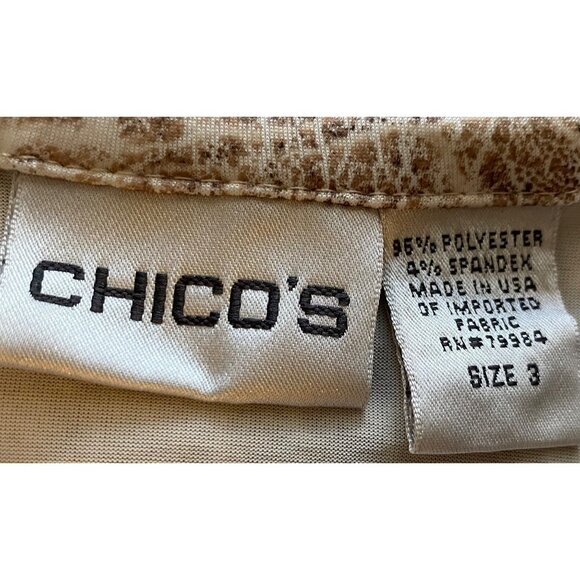 CHICO'S
96% POLYESTER
4% SPANDEX
MADE IN USA
OF IMPORTED
FABRIC
RN#79984
SIZE 3